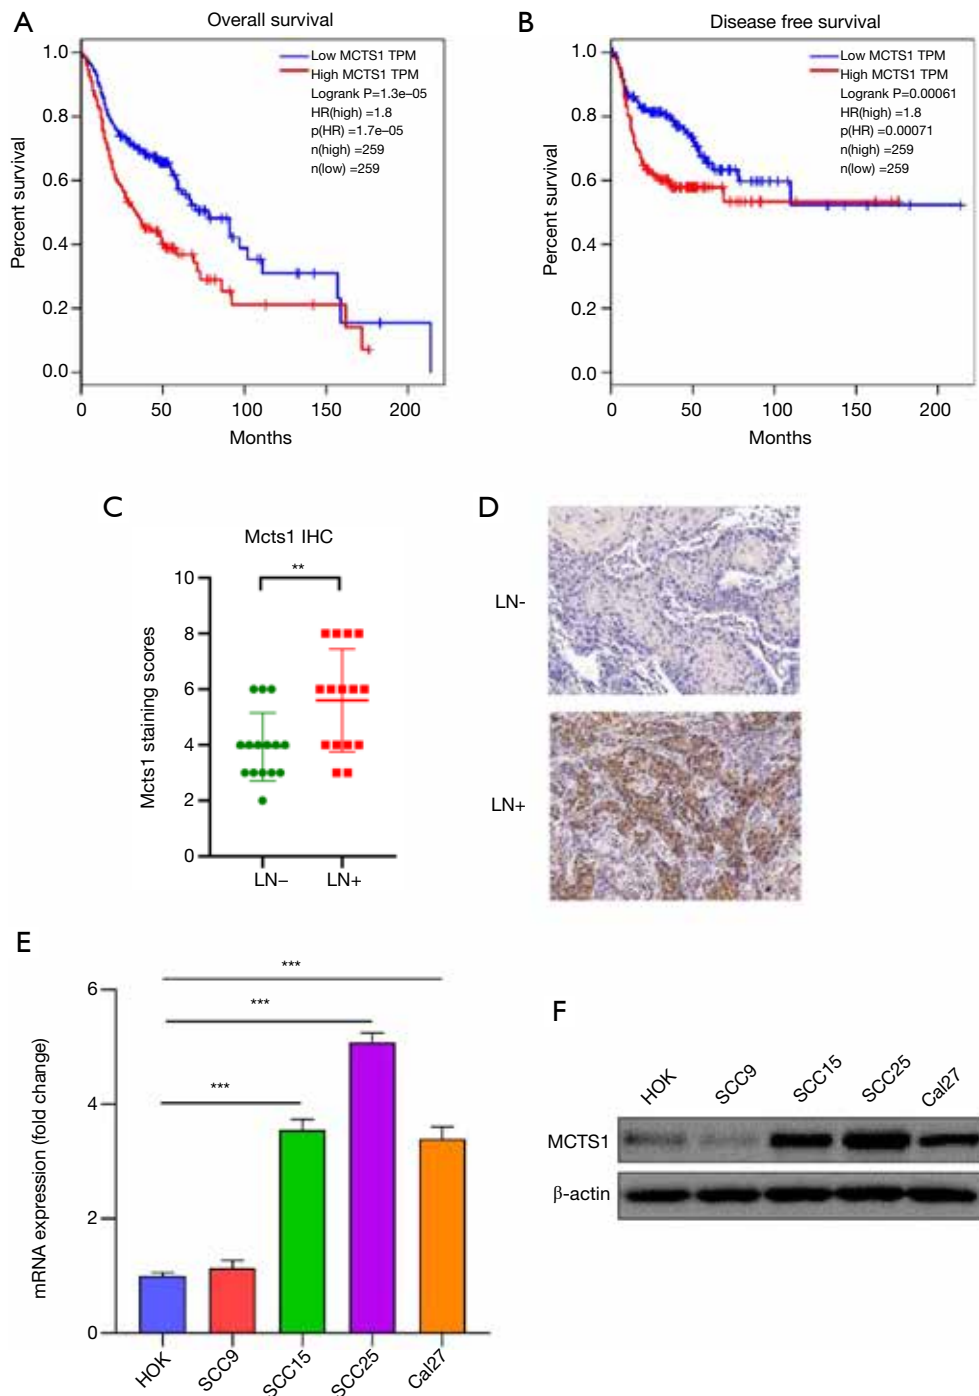 A
Overall survival
Percent survival
1.0
0.8
0.6
0.4
0.2
0.0
Low MCTS1 TPM
High MCTS1 TPM
Logrank P=1.3e–05
HR(high) =1.8
p(HR) =1.7e–05
n(high) =259
n(low) =259
0 50 100 150 200
Months
B
Disease free survival
Percent survival
1.0
0.8
0.6
0.4
0.2
0.0
Low MCTS1 TPM
High MCTS1 TPM
Logrank P=0.00061
HR(high) =1.8
p(HR) =0.00071
n(high) =259
n(low) =259
0 50 100 150 200
Months
C
Mcts1 IHC
**
Mcts1 staining scores
10
8
6
4
2
0
LN– LN+
D
LN-
LN+
E
mRNA expression (fold change)
6
4
2
0
***
***
***
HOK SCC9 SCC15 SCC25 Cal27
F
HOK SCC9 SCC15 SCC25 Cal27
MCTS1
β-actin